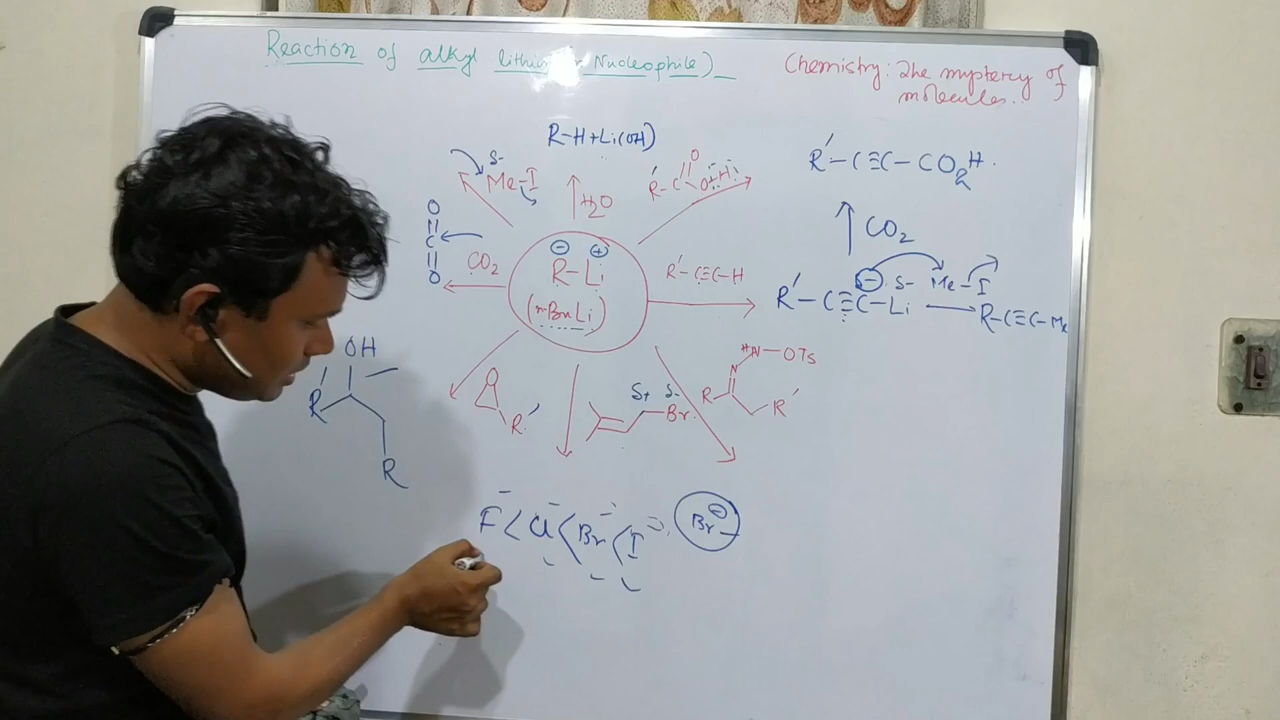 Reaction of alkyl lithium Nucleophile)
Chemistry: The mystery of
molecules.
R-H+Li(OH)
δ-
Me-I
H2O
O
R'-C
R'-C≡C-CO2H.
CO2
O
C
O
CO2
⊖ ⊕
R-Li
(n-BuLi)
R'-C≡C-H
R'-C≡C-Li
⊖ δ- Me-I
R-C≡C-Me
OH
R
R
O
R'
δ+ δ-
Br
HN-OTs
N
R R'
F⁻ < Cl⁻ < Br⁻ < I⁻
Br⊖